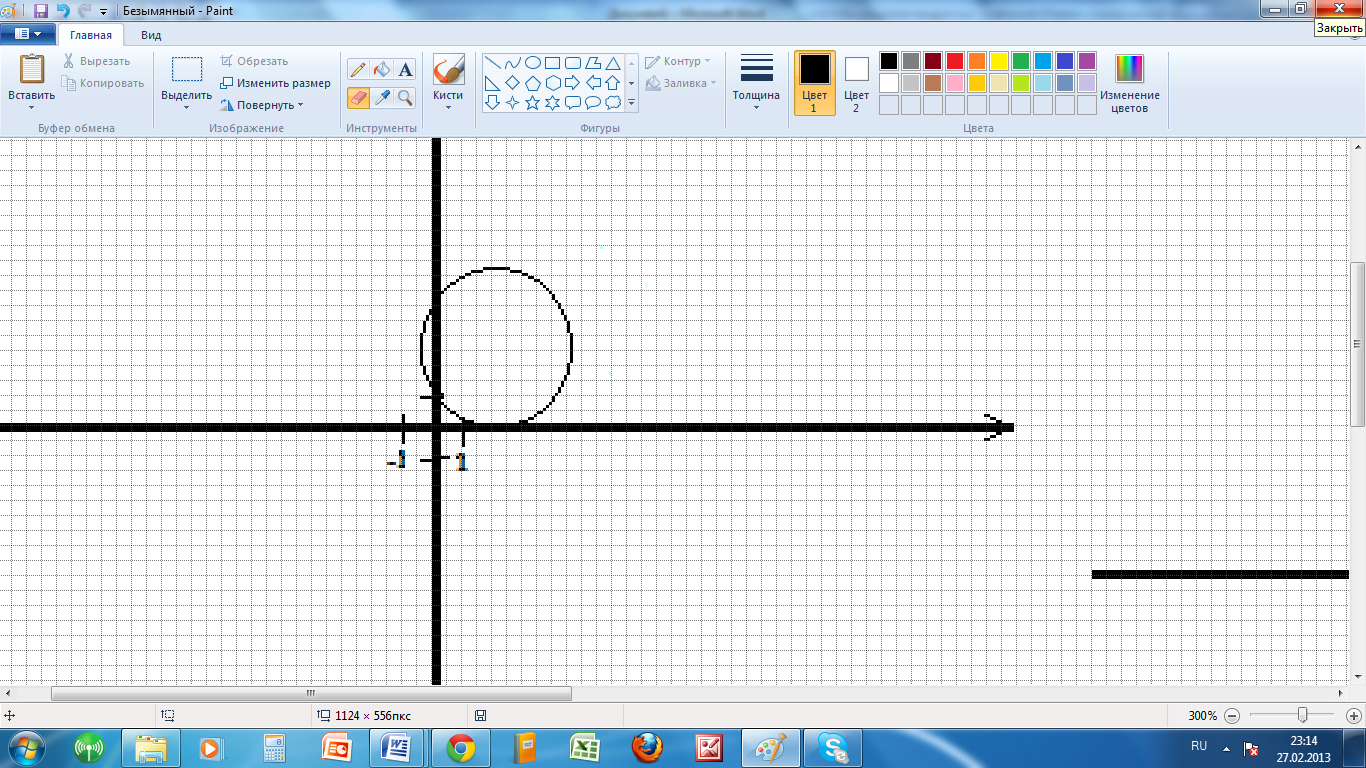 Безымянный - Paint
Закрыть
Главная
Вид
Вставить
Вырезать
Копировать
Буфер обмена
Выделить
Обрезать
Изменить размер
Повернуть
Изображение
A
Инструменты
Кисти
Контур
Заливка
Фигуры
Толщина
Цвет 1
Цвет 2
Изменение цветов
Цвета
-1
1
1124 × 556пкс
300%
RU
23:14
27.02.2013